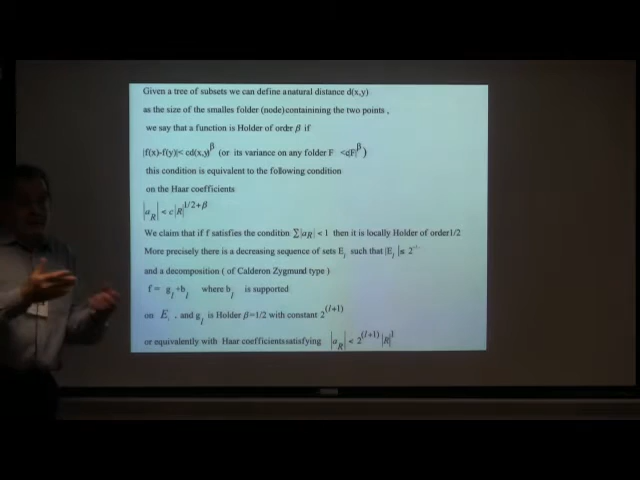 Given a tree of subsets we can define a natural distance d(x,y)
as the size of the smalles folder (node) containining the two points ,
we say that a function is Holder of order β if
|f(x)-f(y)|< cd(x,y)^β (or its variance on any folder F <c|F|^β )
this condition is equivalent to the following condition
on the Haar coefficients
|a_R| < c |R|^{1/2+β}
We claim that if f satisfies the condition ∑|a_R| < 1 then it is locally Holder of order1/2
More precisely there is a decreasing sequence of sets E_l such that |E_l| ≤ 2^{-l}
and a decomposition ( of Calderon Zygmund type )
f = g_l +b_l where b_l is supported
on E_l . and g_l is Holder β=1/2 with constant 2^{(l+1)}
or equivalently with Haar coefficients satisfying |a_R| < 2^{(l+1)} |R|^1